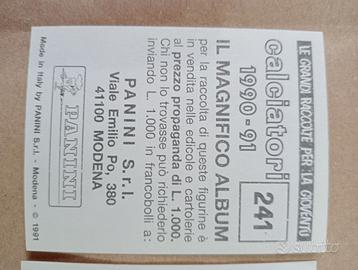 LE GRANDI RACCOLTE PER LA GIOVENTÙ
calciatori
1990-91
241
IL MAGNIFICO ALBUM
per la raccolta di queste figurine è
in vendita nelle edicole e cartolerie
al prezzo propaganda di L. 1.000.
Chi non lo trovasse può richiederlo
inviando L. 1.000 in francobolli a:
PANINI S.r.l.
Viale Emilio Po, 380
41100 MODENA
PANINI
Made in Italy by PANINI S.r.l. - Modena - © 1991
subito